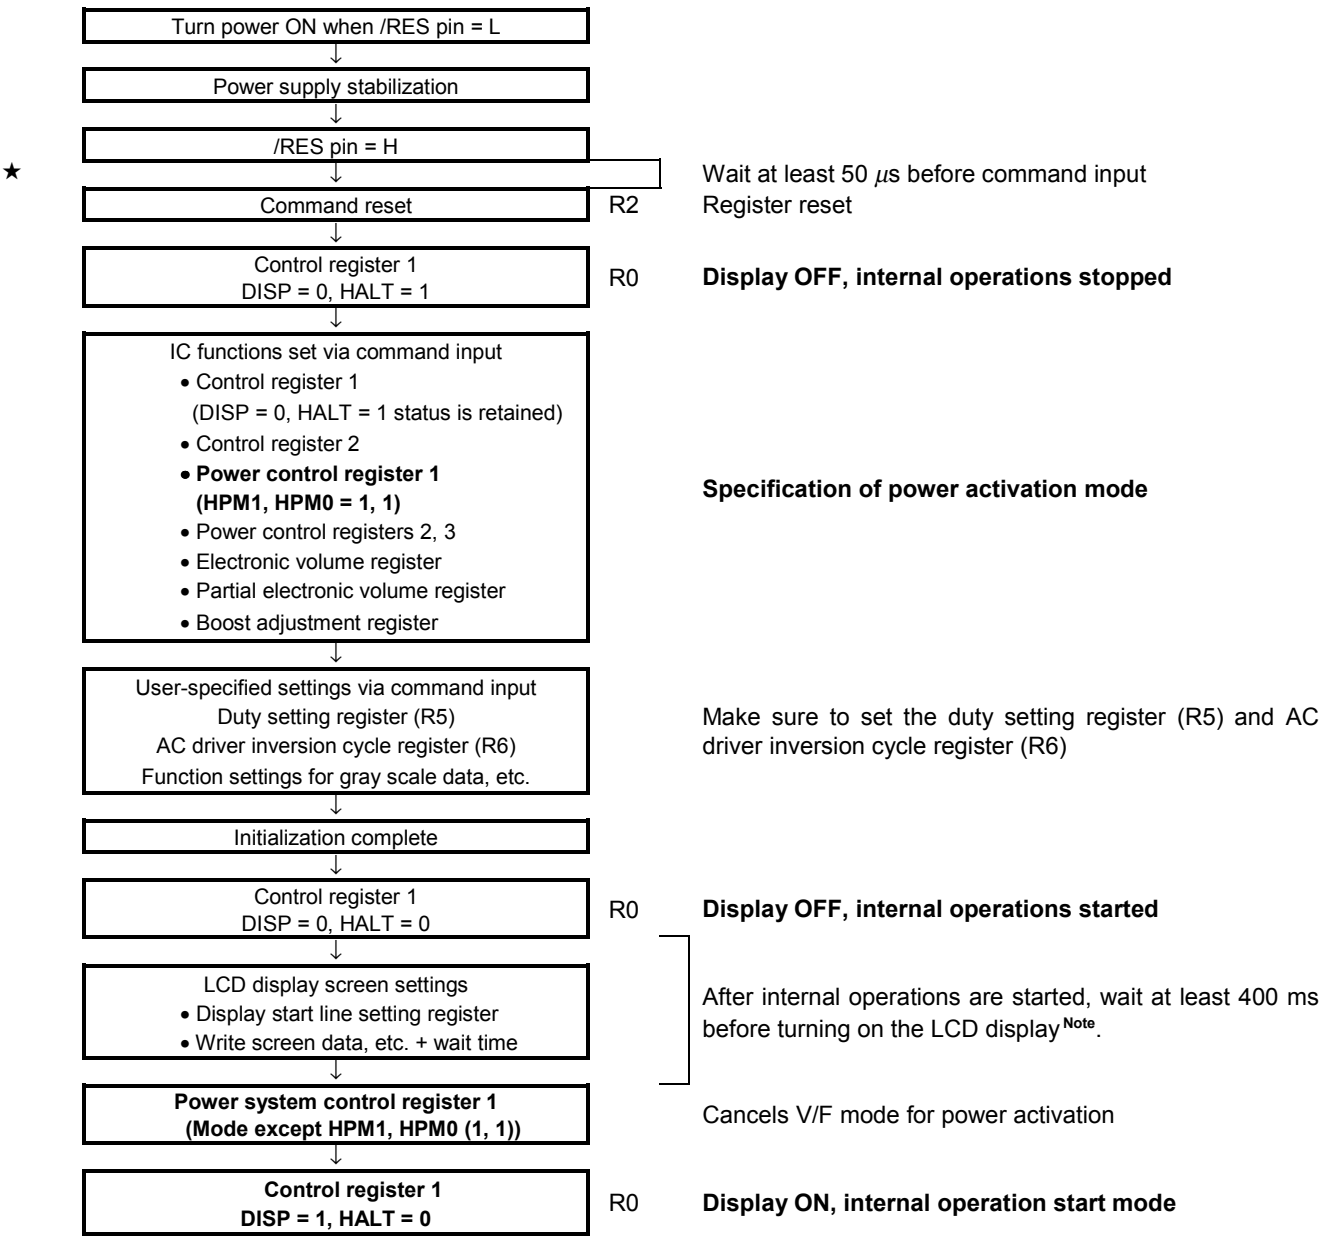 Turn power ON when /RES pin = L
↓
Power supply stabilization
↓
/RES pin = H
★ ↓ Wait at least 50 μs before command input
Command reset R2 Register reset
↓
Control register 1
DISP = 0, HALT = 1 R0 Display OFF, internal operations stopped
↓
IC functions set via command input
• Control register 1
(DISP = 0, HALT = 1 status is retained)
• Control register 2
• Power control register 1
(HPM1, HPM0 = 1, 1) Specification of power activation mode
• Power control registers 2, 3
• Electronic volume register
• Partial electronic volume register
• Boost adjustment register
↓
User-specified settings via command input
Duty setting register (R5)
AC driver inversion cycle register (R6)
Function settings for gray scale data, etc.
Make sure to set the duty setting register (R5) and AC
driver inversion cycle register (R6)
↓
Initialization complete
↓
Control register 1
DISP = 0, HALT = 0 R0 Display OFF, internal operations started
↓
LCD display screen settings
• Display start line setting register
• Write screen data, etc. + wait time
After internal operations are started, wait at least 400 ms
before turning on the LCD display Note.
↓
Power system control register 1
(Mode except HPM1, HPM0 (1, 1)) Cancels V/F mode for power activation
↓
Control register 1
DISP = 1, HALT = 0 R0 Display ON, internal operation start mode